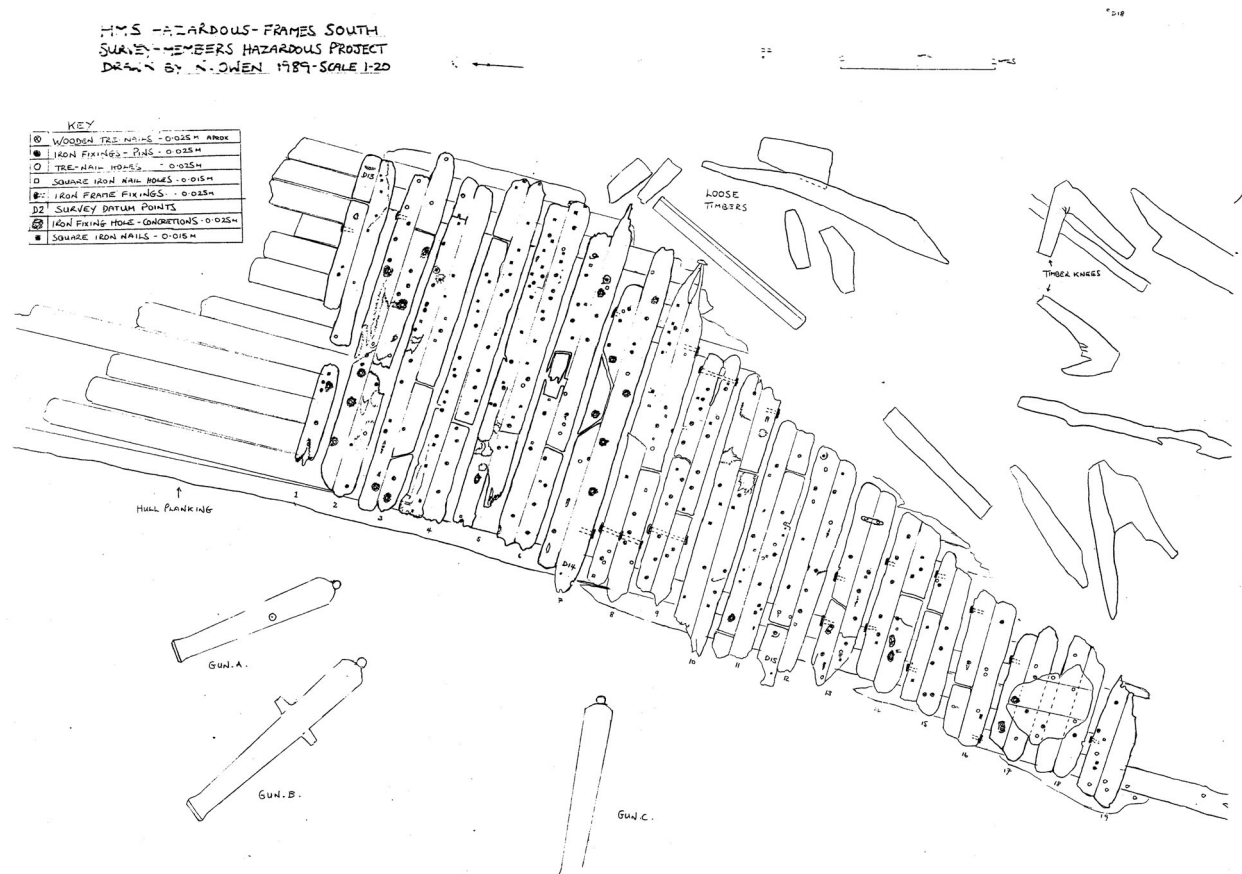 HMS HAZARDOUS-FRAMES SOUTH
SURVEY-MEMBERS HAZARDOUS PROJECT
DRAWN BY N.OWEN 1989-SCALE 1-20
D18
KEY
WOODEN TRE-NAILS - 0.025M APROX
IRON FIXINGS - PINS - 0.025M
TRE-NAIL HOLES - 0.025M
SQUARE IRON NAIL HOLES - 0.015M
IRON FRAME FIXINGS - 0.025M
D2 SURVEY DATUM POINTS
IRON FIXING HOLE - CONCRETIONS - 0.025M
SQUARE IRON NAILS - 0.015M
D13
LOOSE
TIMBERS
TIMBER KNEES
HULL PLANKING
1
2
3
4
5
6
7
8
9
10
11
12
13
14
15
16
17
18
19
D14
D15
GUN.A.
GUN.B.
GUN.C.